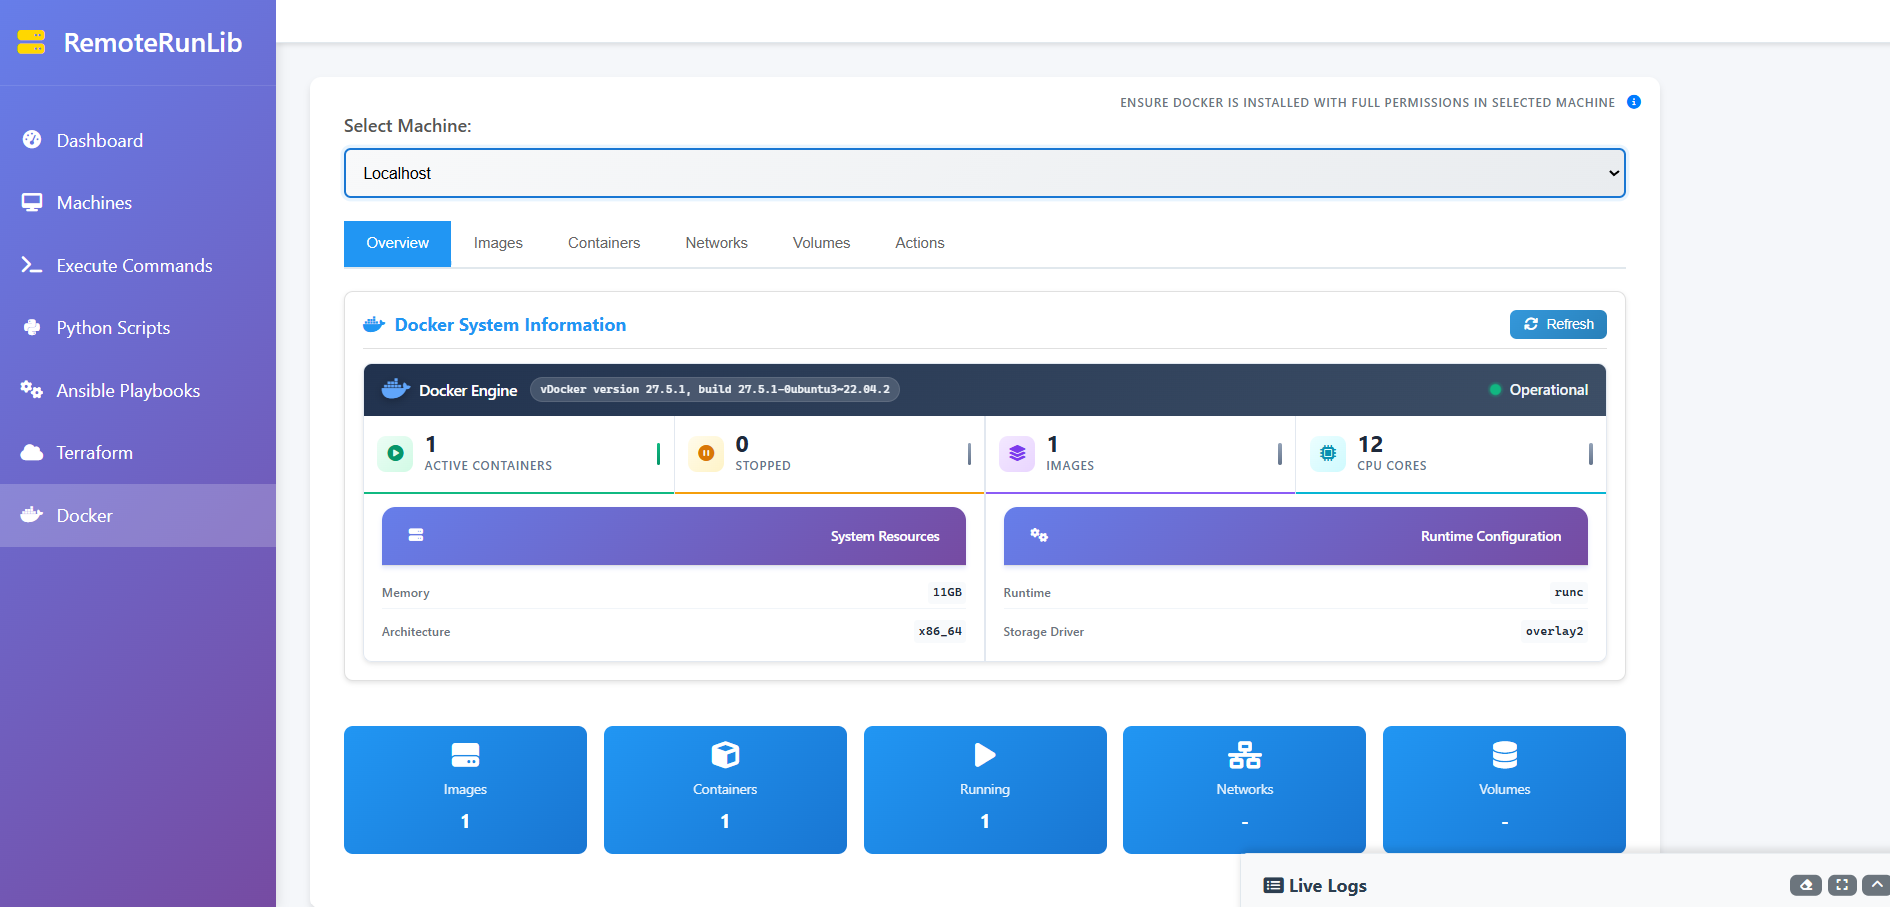 RemoteRunLib
Dashboard
Machines
Execute Commands
Python Scripts
Ansible Playbooks
Terraform
Docker
ENSURE DOCKER IS INSTALLED WITH FULL PERMISSIONS IN SELECTED MACHINE
Select Machine:
Localhost
Overview Images Containers Networks Volumes Actions
Docker System Information
Refresh
Docker Engine vDocker version 27.5.1, build 27.5.1-0ubuntu3~22.04.2 Operational
1
ACTIVE CONTAINERS
0
STOPPED
1
IMAGES
12
CPU CORES
System Resources
Memory 11GB
Architecture x86_64
Runtime Configuration
Runtime runc
Storage Driver overlay2
Images
1
Containers
1
Running
1
Networks
-
Volumes
-
Live Logs